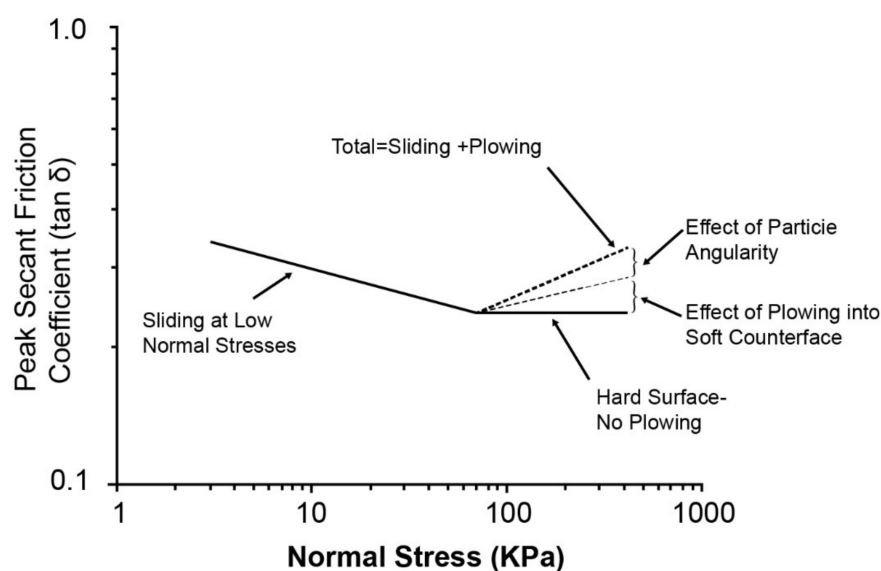 1.0
Peak Secant Friction
Coefficient (tan δ)
0.1
Total=Sliding +Plowing
Effect of Particie
Angularity
Effect of Plowing into
Soft Counterface
Sliding at Low
Normal Stresses
Hard Surface-
No Plowing
1
10
100
1000
Normal Stress (KPa)